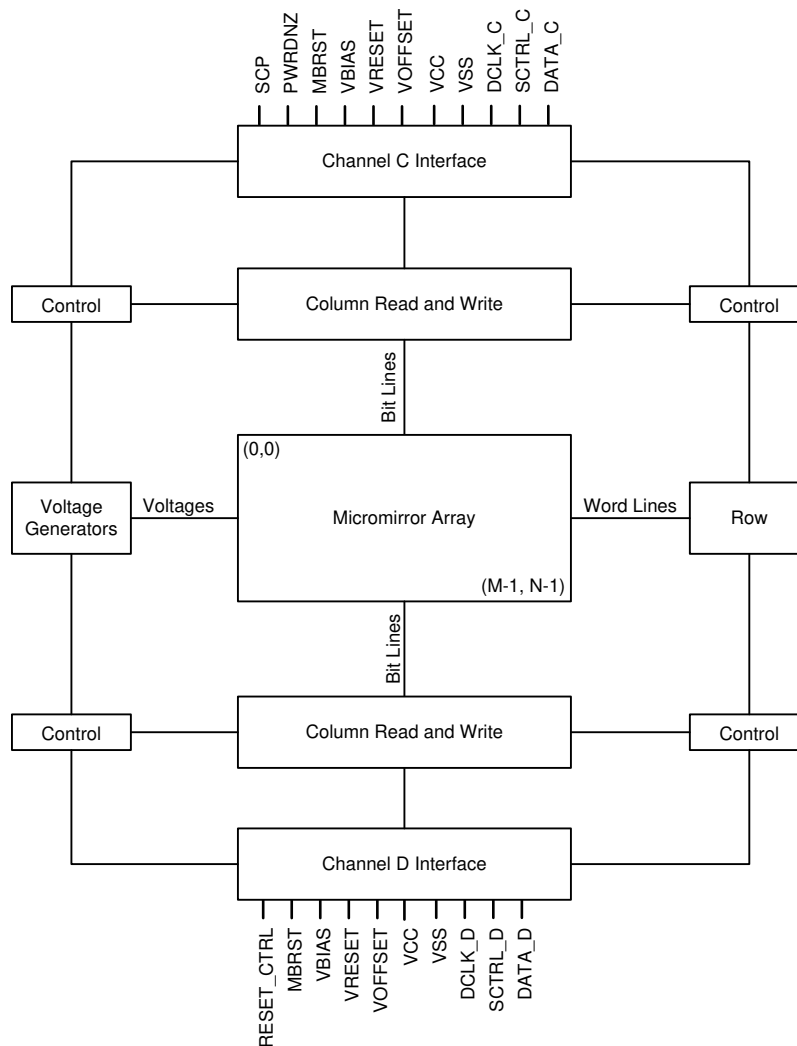 SCP
PWRDNZ
MBRST
VBIAS
VRESET
VOFFSET
VCC
VSS
DCLK_C
SCTRL_C
DATA_C
Channel C Interface
Control
Column Read and Write
Control
Bit Lines
(0,0)
Voltage
Generators
Voltages
Micromirror Array
Word Lines
Row
(M-1, N-1)
Bit Lines
Control
Column Read and Write
Control
Channel D Interface
RESET_CTRL
MBRST
VBIAS
VRESET
VOFFSET
VCC
VSS
DCLK_D
SCTRL_D
DATA_D